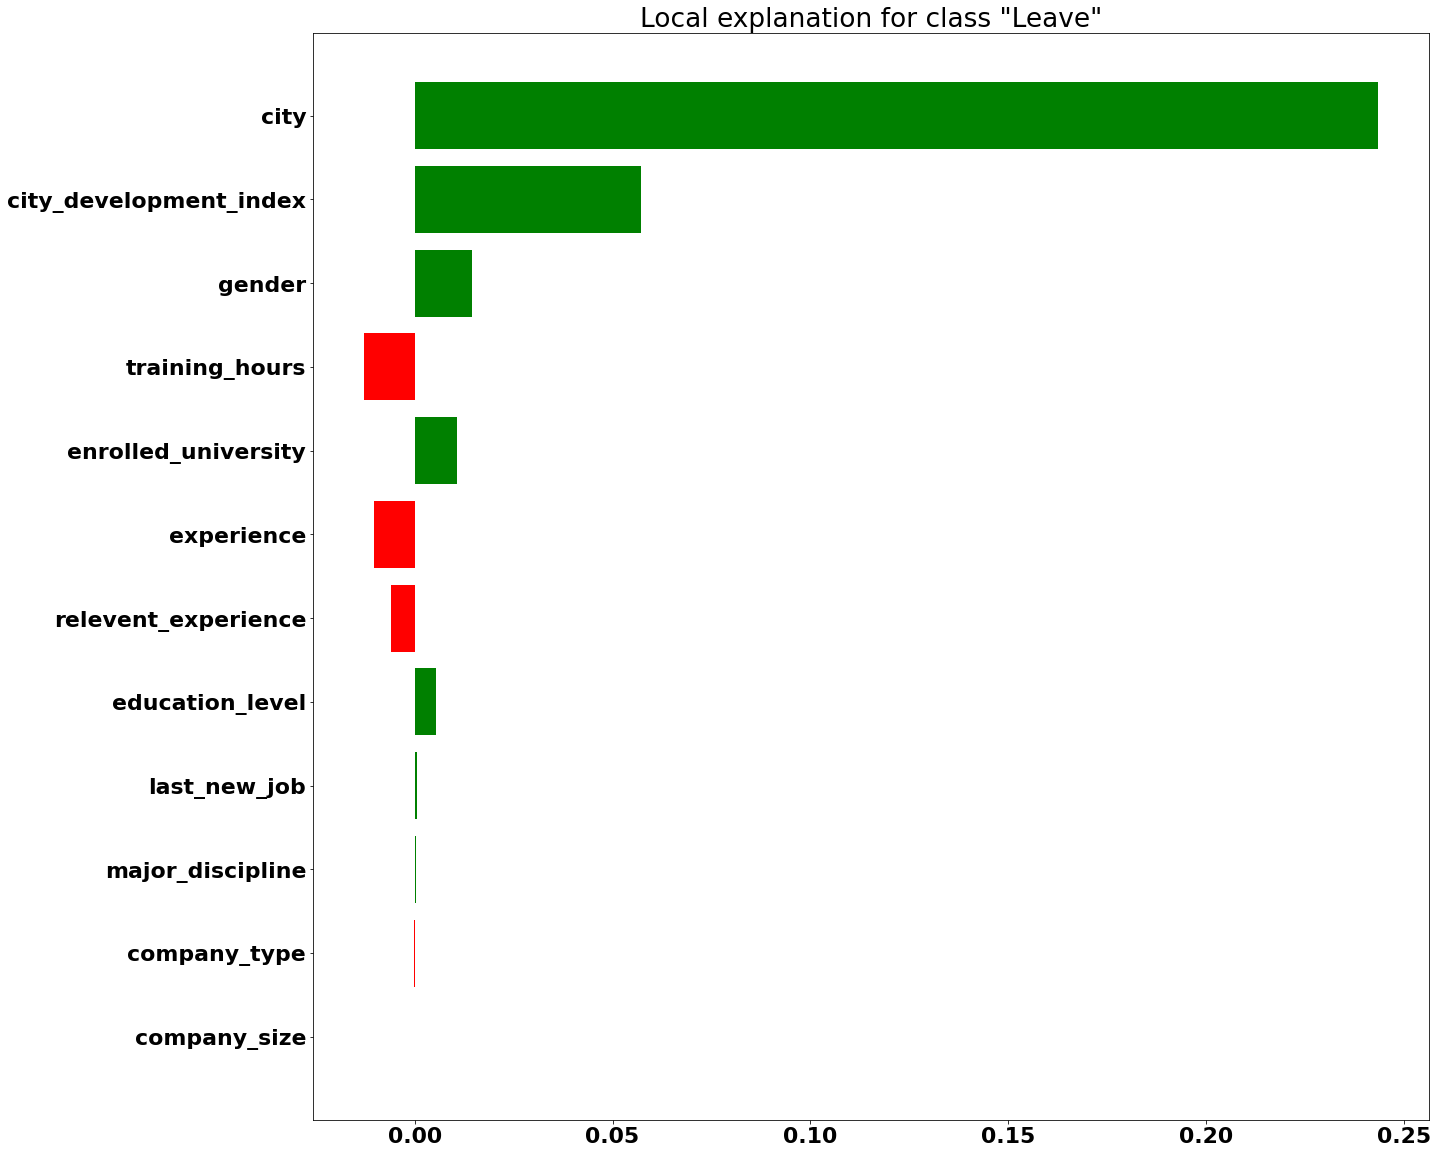 Local explanation for class "Leave"
city
city_development_index
gender
training_hours
enrolled_university
experience
relevent_experience
education_level
last_new_job
major_discipline
company_type
company_size
0.00 0.05 0.10 0.15 0.20 0.25